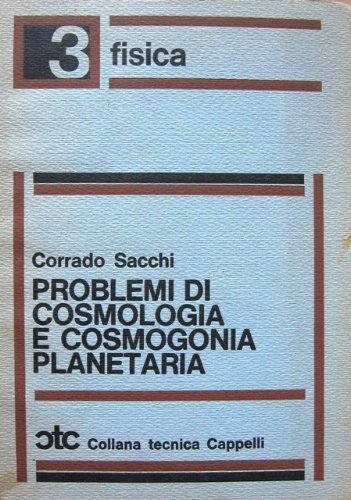 3 fisica
Corrado Sacchi
PROBLEMI DI
COSMOLOGIA
E COSMOGONIA
PLANETARIA
ctc Collana tecnica Cappelli